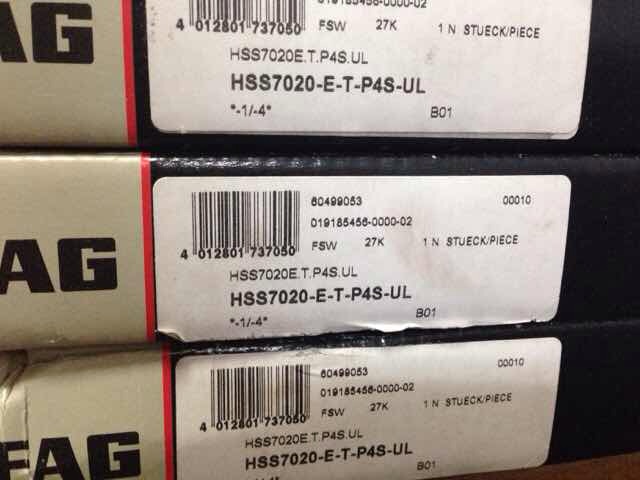 AG
019185456-0000-02
4 012801 737050 FSW 27K 1 N STUECK/PIECE
HSS7020E.T.P4S.UL
HSS7020-E-T-P4S-UL
*-1/-4* B01
AG
60499053 00010
019185456-0000-02
4 012801 737050 FSW 27K 1 N STUECK/PIECE
HSS7020E.T.P4S.UL
HSS7020-E-T-P4S-UL
*-1/-4* B01
FAG
60499053 00010
019185456-0000-02
4 012801 737050 FSW 27K 1 N STUECK/PIECE
HSS7020E.T.P4S.UL
HSS7020-E-T-P4S-UL
B01